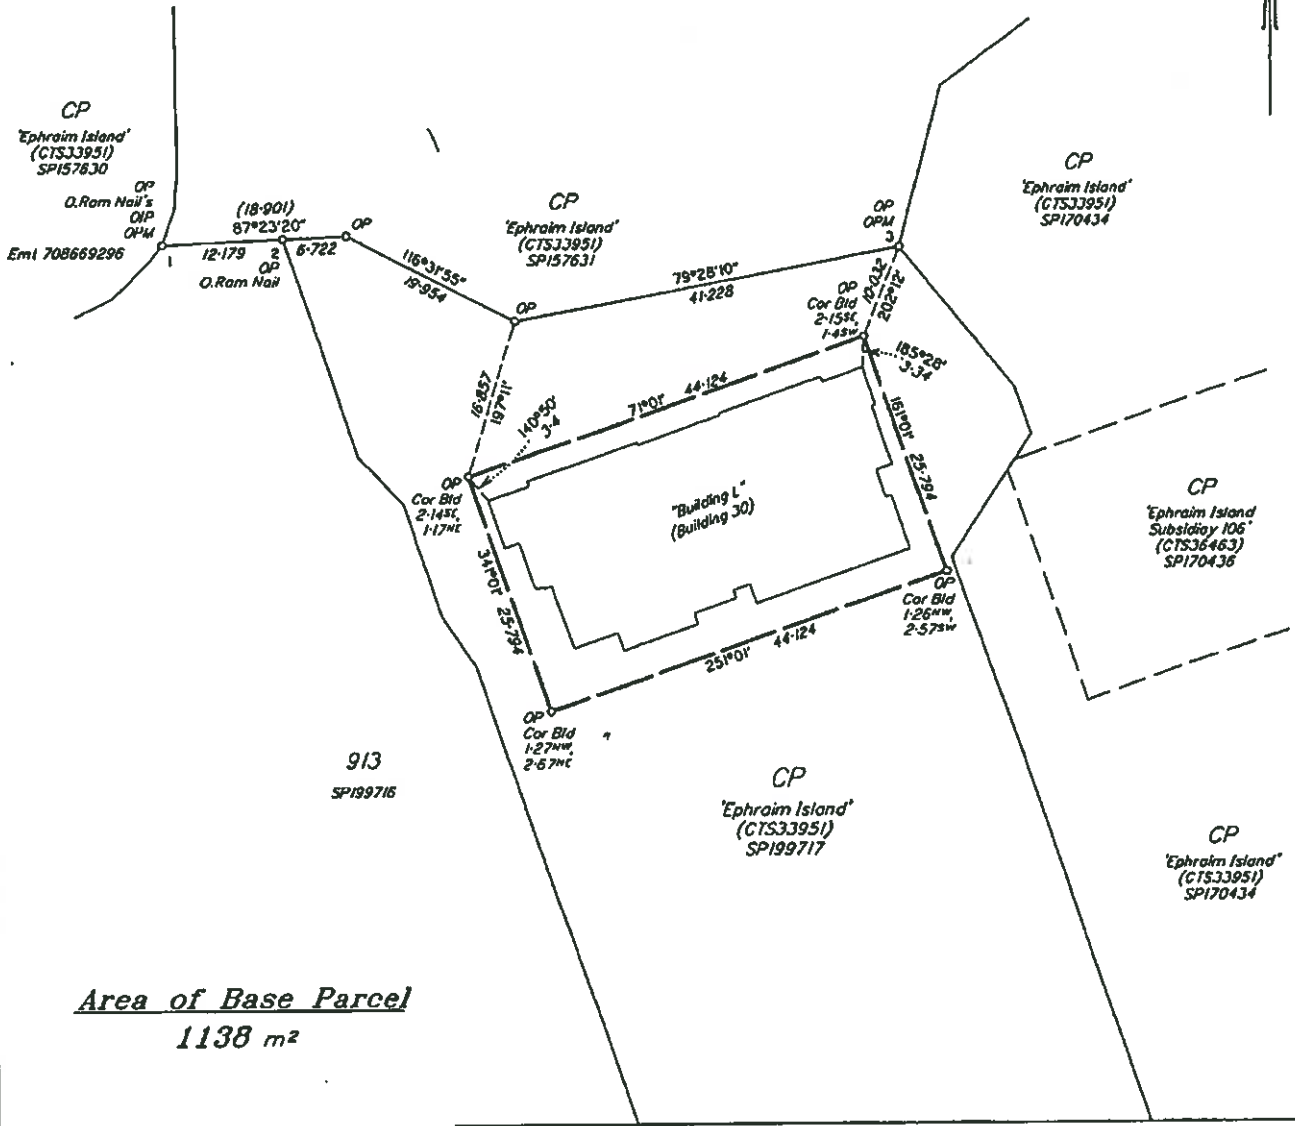 CP
'Ephraim Island'
(CTS33951)
SP157630
OP
O.Ram Nail's
OIP
OPM
Eml 708669296
1
12·179
(18·901)
87°23'20"
2
6·722
OP
O.Ram Nail
OP
116°31'55"
19·954
CP
'Ephraim Island'
(CTS33951)
SP157631
OP
79°28'10"
41·228
OP
OPM
3
CP
'Ephraim Island'
(CTS33951)
SP170434
OP
Cor Bld
2·15SE,
1·4SW
10·032
202°12'
185°28'
3·34
16·857
197°11'
140°50'
3·4
71°01'
44·124
161°01'
25·794
OP
Cor Bld
2·14SE,
1·17NE
"Building L"
(Building 30)
341°01'
25·794
CP
'Ephraim Island
Subsidiay 106'
(CTS36463)
SP170436
OP
Cor Bld
1·26NW,
2·57SW
251°01'
44·124
OP
Cor Bld
1·27NW,
2·67NE
913
SP199716
CP
'Ephraim Island'
(CTS33951)
SP199717
CP
'Ephraim Island"
(CTS33951)
SP170434
Area of Base Parcel
1138 m²